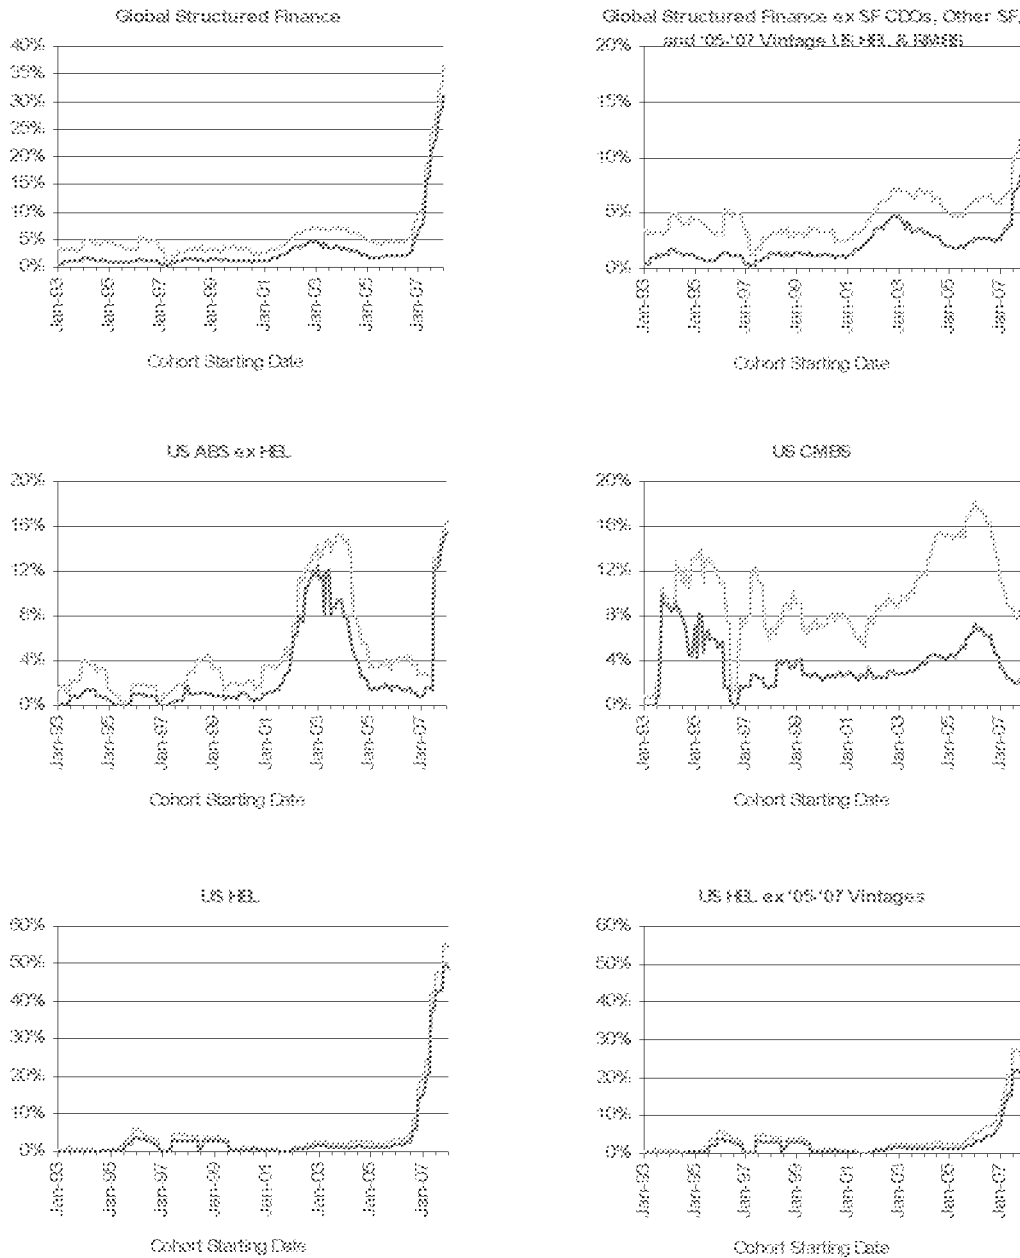 Global Structured Finance
40%
35%
30%
25%
20%
15%
10%
5%
0%
Jan-93
Jan-95
Jan-97
Jan-99
Jan-01
Jan-03
Jan-05
Jan-07
Cohort Starting Date
Global Structured Finance ex SF CDOs, Other SF,
and '05-'07 Vintage US HEL & RMBS
20%
15%
10%
5%
0%
Jan-93
Jan-95
Jan-97
Jan-99
Jan-01
Jan-03
Jan-05
Jan-07
Cohort Starting Date
US ABS ex HEL
20%
16%
12%
8%
4%
0%
Jan-93
Jan-95
Jan-97
Jan-99
Jan-01
Jan-03
Jan-05
Jan-07
Cohort Starting Date
US CMBS
20%
16%
12%
8%
4%
0%
Jan-93
Jan-95
Jan-97
Jan-99
Jan-01
Jan-03
Jan-05
Jan-07
Cohort Starting Date
US HEL
60%
50%
40%
30%
20%
10%
0%
Jan-93
Jan-95
Jan-97
Jan-99
Jan-01
Jan-03
Jan-05
Jan-07
Cohort Starting Date
US HEL ex '05-'07 Vintages
60%
50%
40%
30%
20%
10%
0%
Jan-93
Jan-95
Jan-97
Jan-99
Jan-01
Jan-03
Jan-05
Jan-07
Cohort Starting Date